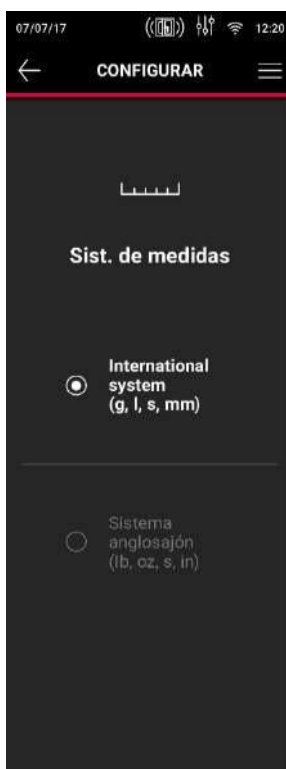 07/07/17 12:20
CONFIGURAR
Sist. de medidas
International
system
(g, l, s, mm)
Sistema
anglosajón
(lb, oz, s, in)